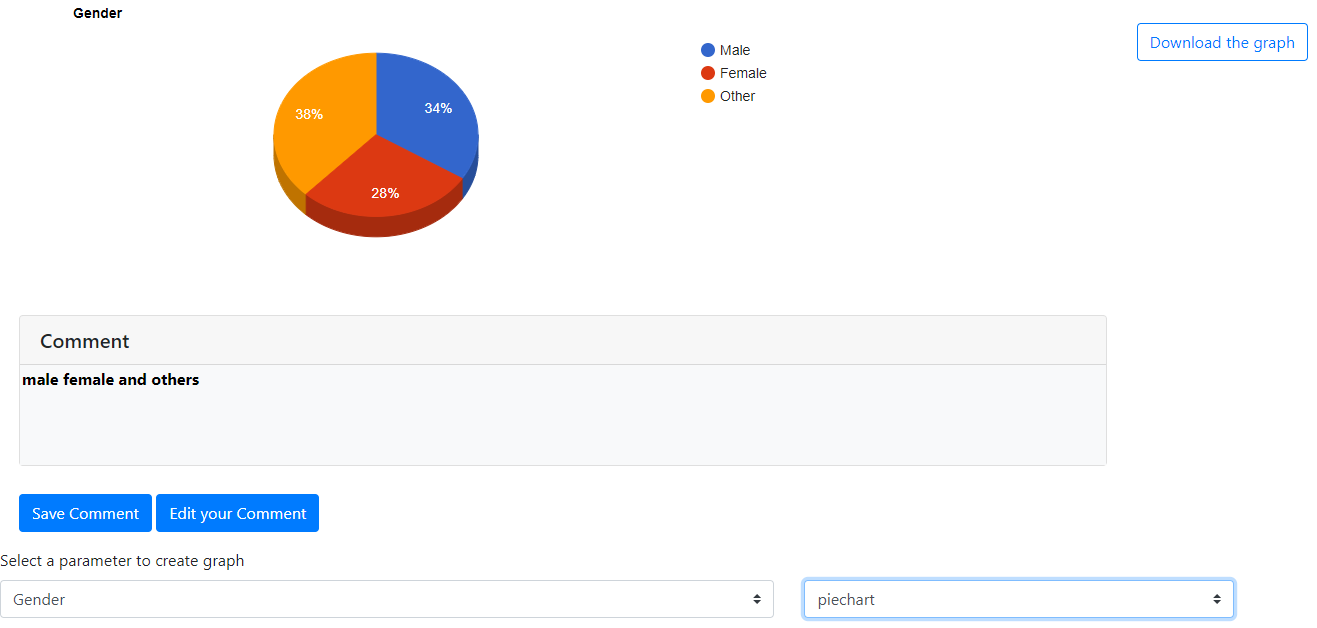 Gender
Male
Female
Other
Download the graph
38%
34%
28%
Comment
male female and others
Save Comment
Edit your Comment
Select a parameter to create graph
Gender
piechart